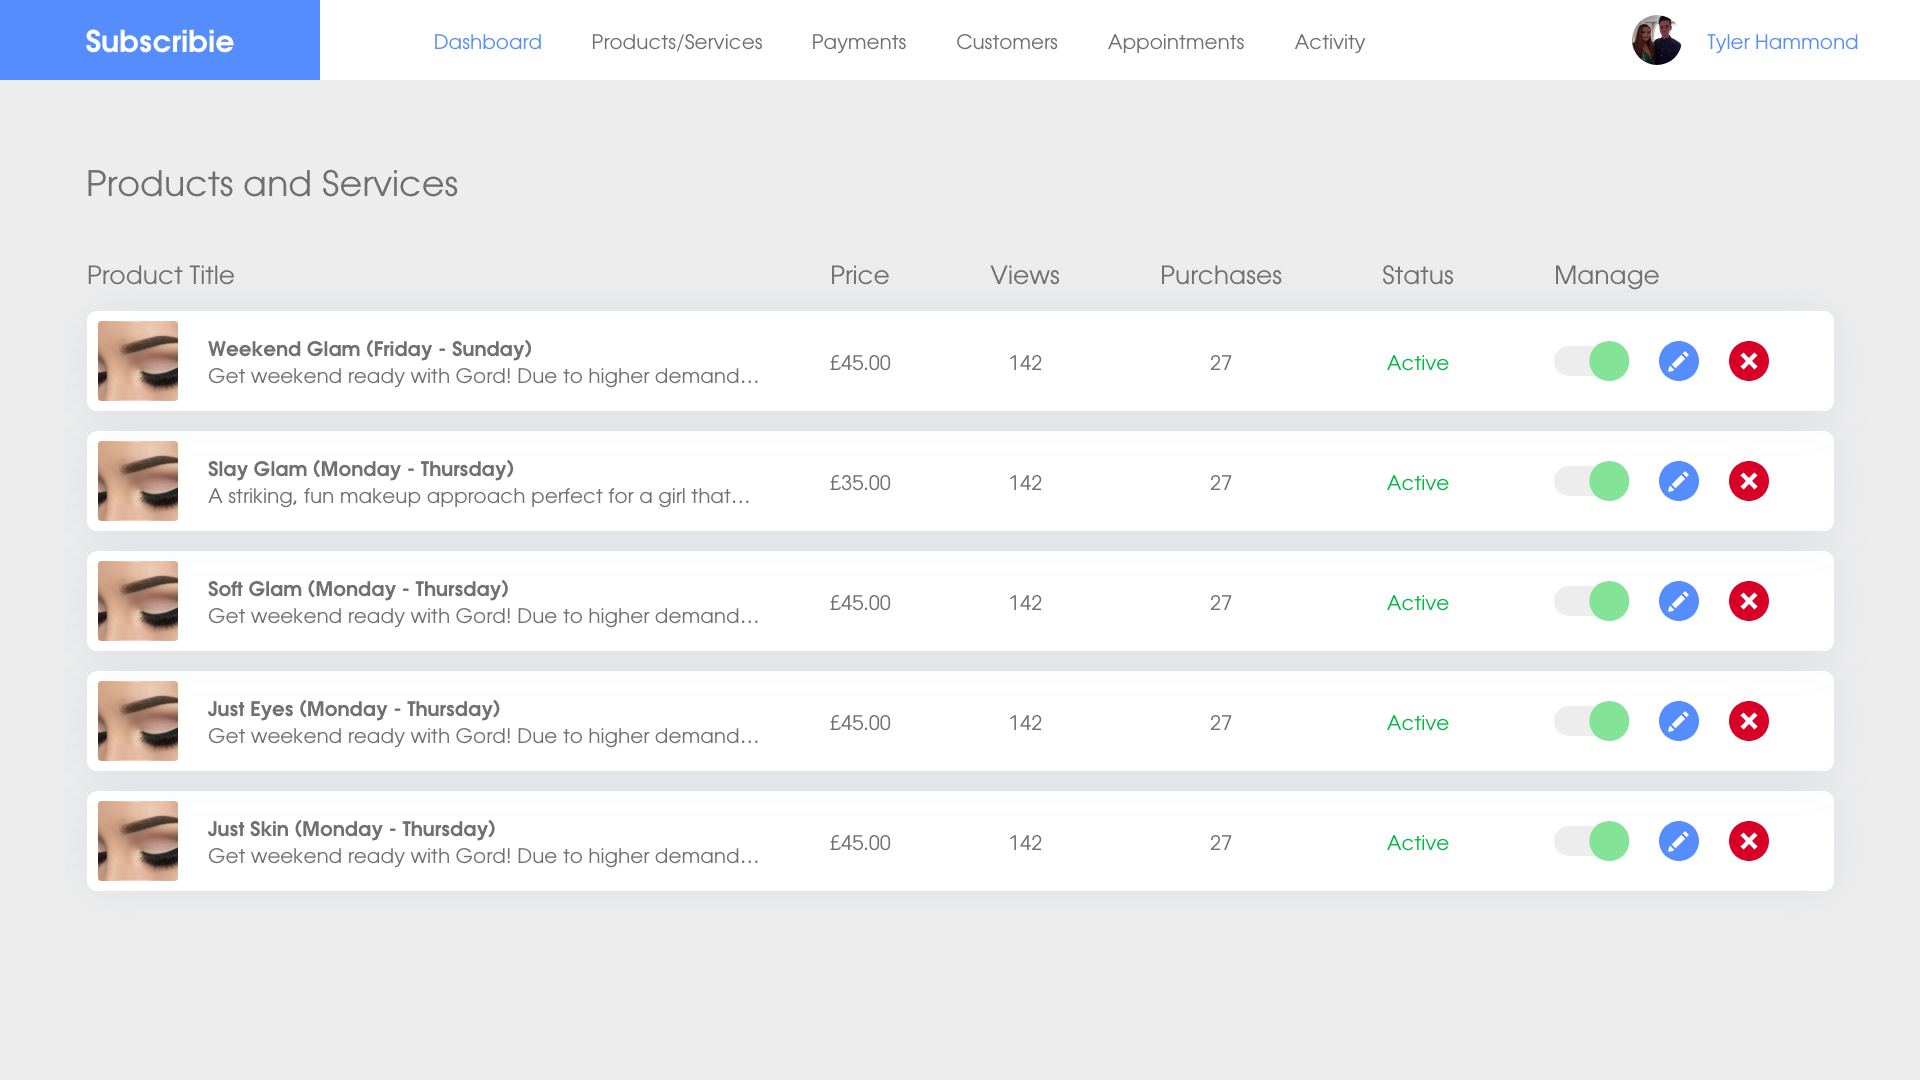 Subscribie
Dashboard Products/Services Payments Customers Appointments Activity Tyler Hammond
Products and Services
Product Title Price Views Purchases Status Manage
Weekend Glam (Friday - Sunday)
Get weekend ready with Gord! Due to higher demand...
£45.00 142 27 Active
Slay Glam (Monday - Thursday)
A striking, fun makeup approach perfect for a girl that...
£35.00 142 27 Active
Soft Glam (Monday - Thursday)
Get weekend ready with Gord! Due to higher demand...
£45.00 142 27 Active
Just Eyes (Monday - Thursday)
Get weekend ready with Gord! Due to higher demand...
£45.00 142 27 Active
Just Skin (Monday - Thursday)
Get weekend ready with Gord! Due to higher demand...
£45.00 142 27 Active